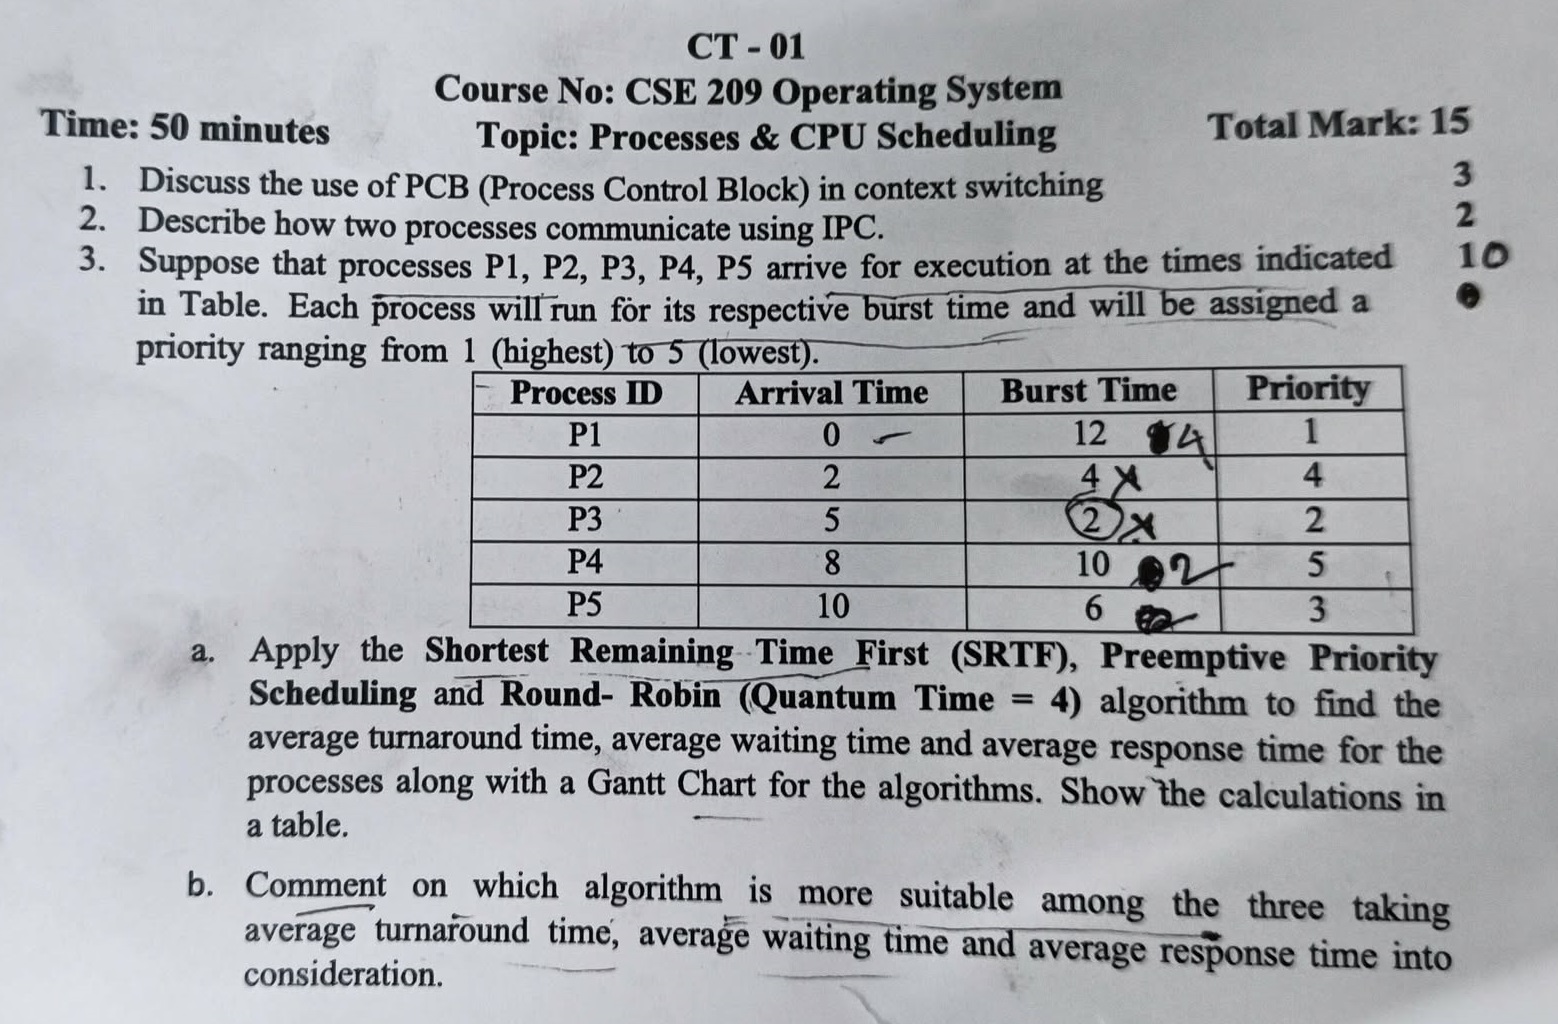 CT - 01
Course No: CSE 209 Operating System
Time: 50 minutes Topic: Processes & CPU Scheduling Total Mark: 15
1. Discuss the use of PCB (Process Control Block) in context switching 3
2. Describe how two processes communicate using IPC. 2
3. Suppose that processes P1, P2, P3, P4, P5 arrive for execution at the times indicated 10
in Table. Each process will run for its respective burst time and will be assigned a
priority ranging from 1 (highest) to 5 (lowest).
Process ID Arrival Time Burst Time Priority
P1 0 12 4 1
P2 2 4 x 4
P3 5 2 x 2
P4 8 10 2 5
P5 10 6 3
a. Apply the Shortest Remaining Time First (SRTF), Preemptive Priority
Scheduling and Round- Robin (Quantum Time = 4) algorithm to find the
average turnaround time, average waiting time and average response time for the
processes along with a Gantt Chart for the algorithms. Show the calculations in
a table.
b. Comment on which algorithm is more suitable among the three taking
average turnaround time, average waiting time and average response time into
consideration.